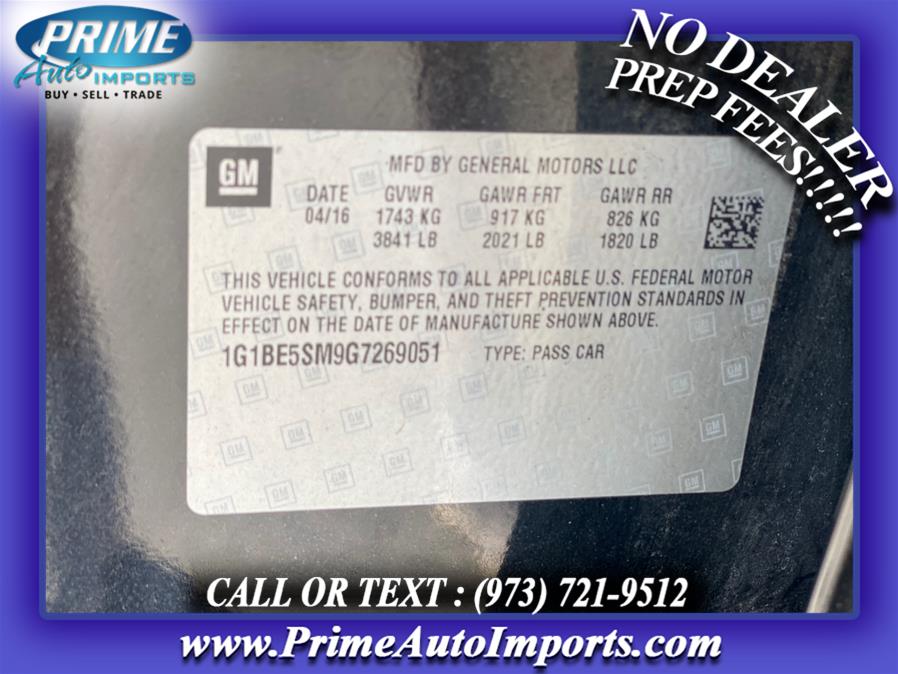 PRIME
Auto IMPORTS
BUY • SELL • TRADE
NO DEALER
PREP FEES!!!!!
GM
MFD BY GENERAL MOTORS LLC
DATE GVWR GAWR FRT GAWR RR
04/16 1743 KG 917 KG 826 KG
3841 LB 2021 LB 1820 LB
THIS VEHICLE CONFORMS TO ALL APPLICABLE U.S. FEDERAL MOTOR
VEHICLE SAFETY, BUMPER, AND THEFT PREVENTION STANDARDS IN
EFFECT ON THE DATE OF MANUFACTURE SHOWN ABOVE.
1G1BE5SM9G7269051 TYPE: PASS CAR
CALL OR TEXT : (973) 721-9512
www.PrimeAutoImports.com